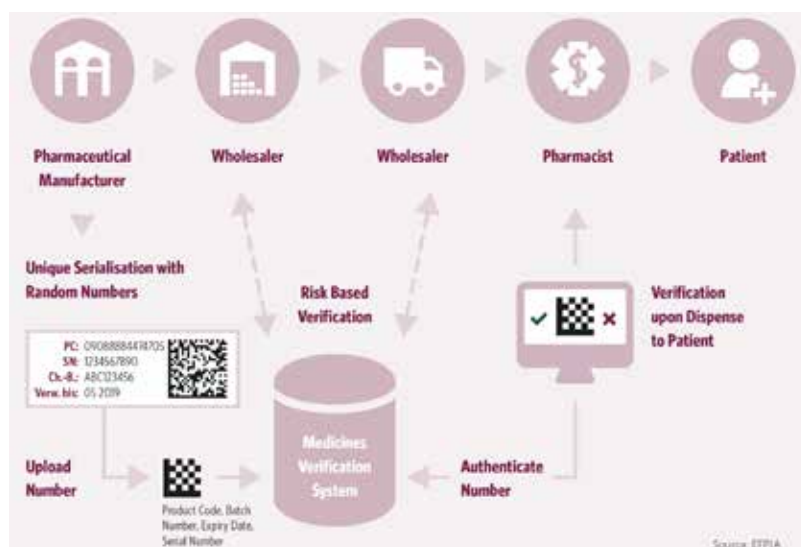 Pharmaceutical
Manufacturer
Wholesaler
Wholesaler
Pharmacist
Patient
Unique Serialisation with
Random Numbers
Risk Based
Verification
Verification
upon Dispense
to Patient
PC: 09088884474705
SN: 1234567890
Ch.-B.: ABC123456
Verw. bis: 05 2019
Medicines
Verification
System
Upload
Number
Authenticate
Number
Product Code, Batch
Number, Expiry Date,
Serial Number
Source: EFPIA